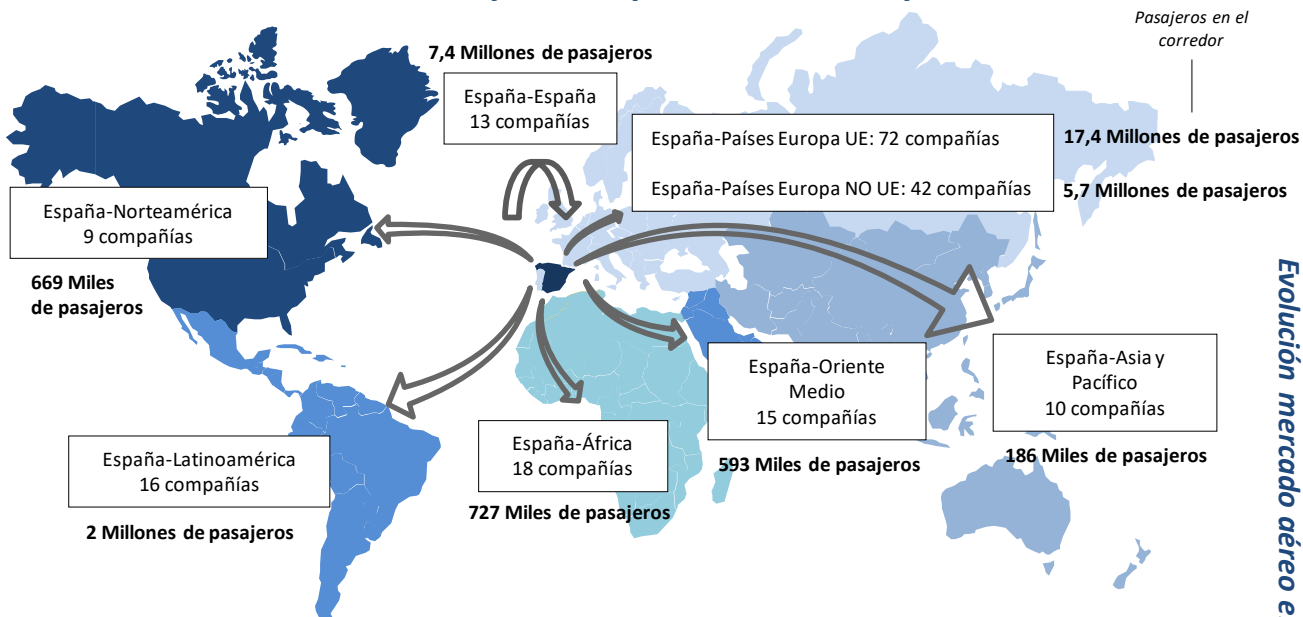 Pasajeros en el
corredor
7,4 Millones de pasajeros
España-España
13 compañías
España-Países Europa UE: 72 compañías
17,4 Millones de pasajeros
España-Países Europa NO UE: 42 compañías
5,7 Millones de pasajeros
España-Norteamérica
9 compañías
669 Miles
de pasajeros
España-Oriente
Medio
15 compañías
593 Miles de pasajeros
España-Asia y
Pacífico
10 compañías
186 Miles de pasajeros
España-África
18 compañías
727 Miles de pasajeros
España-Latinoamérica
16 compañías
2 Millones de pasajeros
Evolución mercado aéreo e